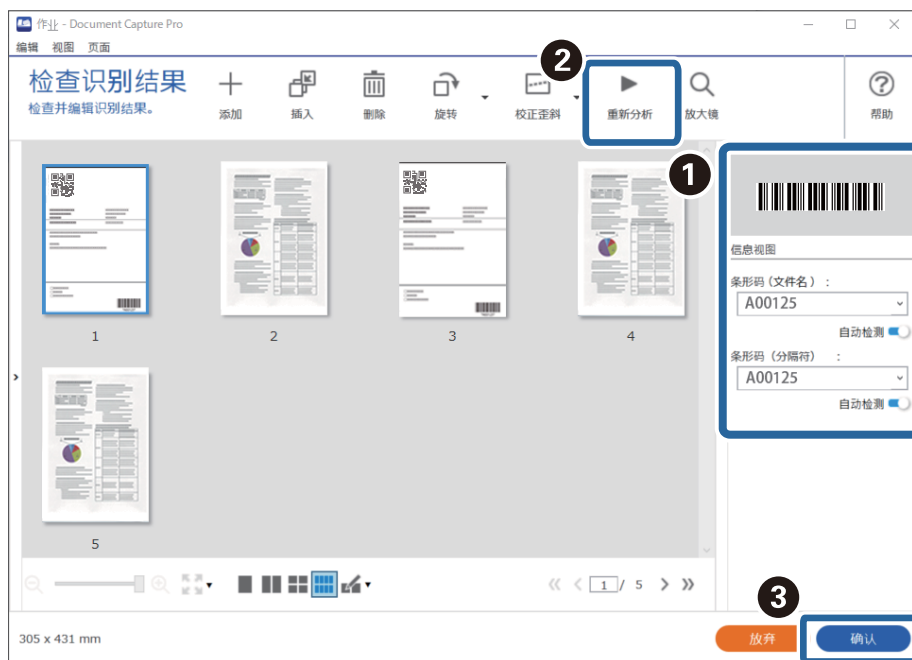 作业 - Document Capture Pro
编辑 视图 页面
检查识别结果
检查并编辑识别结果。
添加
插入
删除
旋转
校正歪斜
2
重新分析
放大镜
帮助
1
信息视图
条形码 (文件名) :
A00125
自动检测
条形码 (分隔符) :
A00125
自动检测
1
2
3
4
5
1 / 5
3
305 x 431 mm
放弃
确认